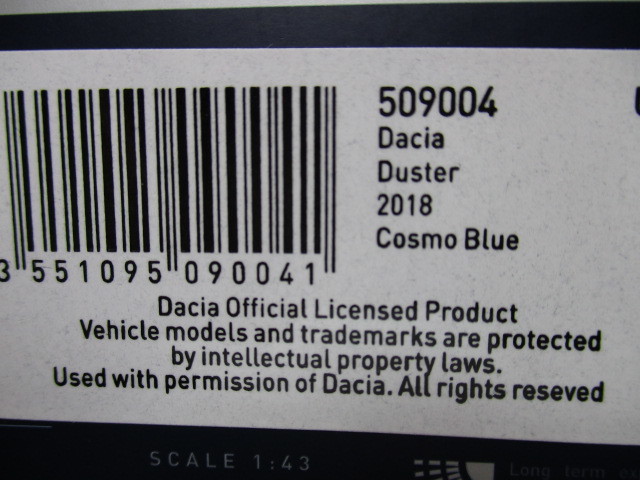 509004
Dacia
Duster
2018
Cosmo Blue
3 551095 090041
Dacia Official Licensed Product
Vehicle models and trademarks are protected
by intellectual property laws.
Used with permission of Dacia. All rights reseved
SCALE 1:43
Long term